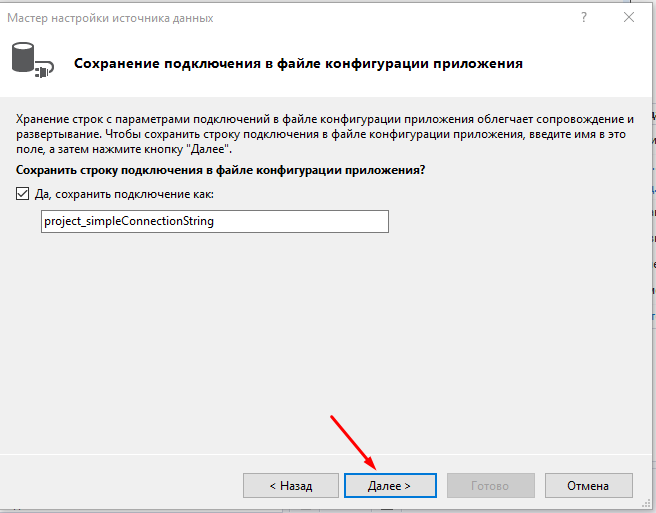 Мастер настройки источника данных
Сохранение подключения в файле конфигурации приложения
Хранение строк с параметрами подключений в файле конфигурации приложения облегчает сопровождение и
развертывание. Чтобы сохранить строку подключения в файле конфигурации приложения, введите имя в это
поле, а затем нажмите кнопку "Далее".
Сохранить строку подключения в файле конфигурации приложения?
Да, сохранить подключение как:
project_simpleConnectionString
< Назад
Далее >
Готово
Отмена